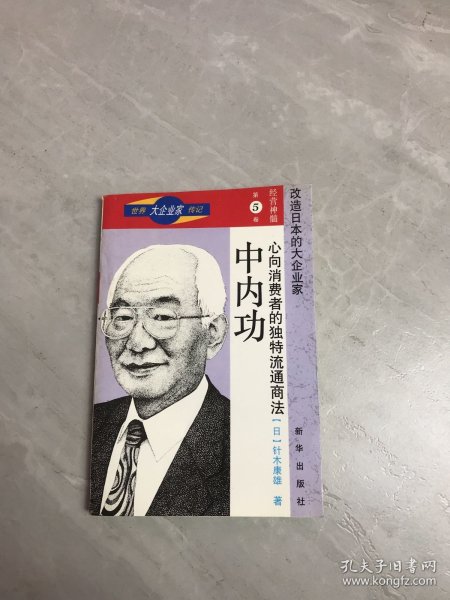 世界 大企业家 传记
经营神髓
第5卷
改造日本的大企业家
心向消费者的独特流通商法
中内功
【日】针木康雄 著
新华出版社
孔夫子旧书网
www.kongfz.com